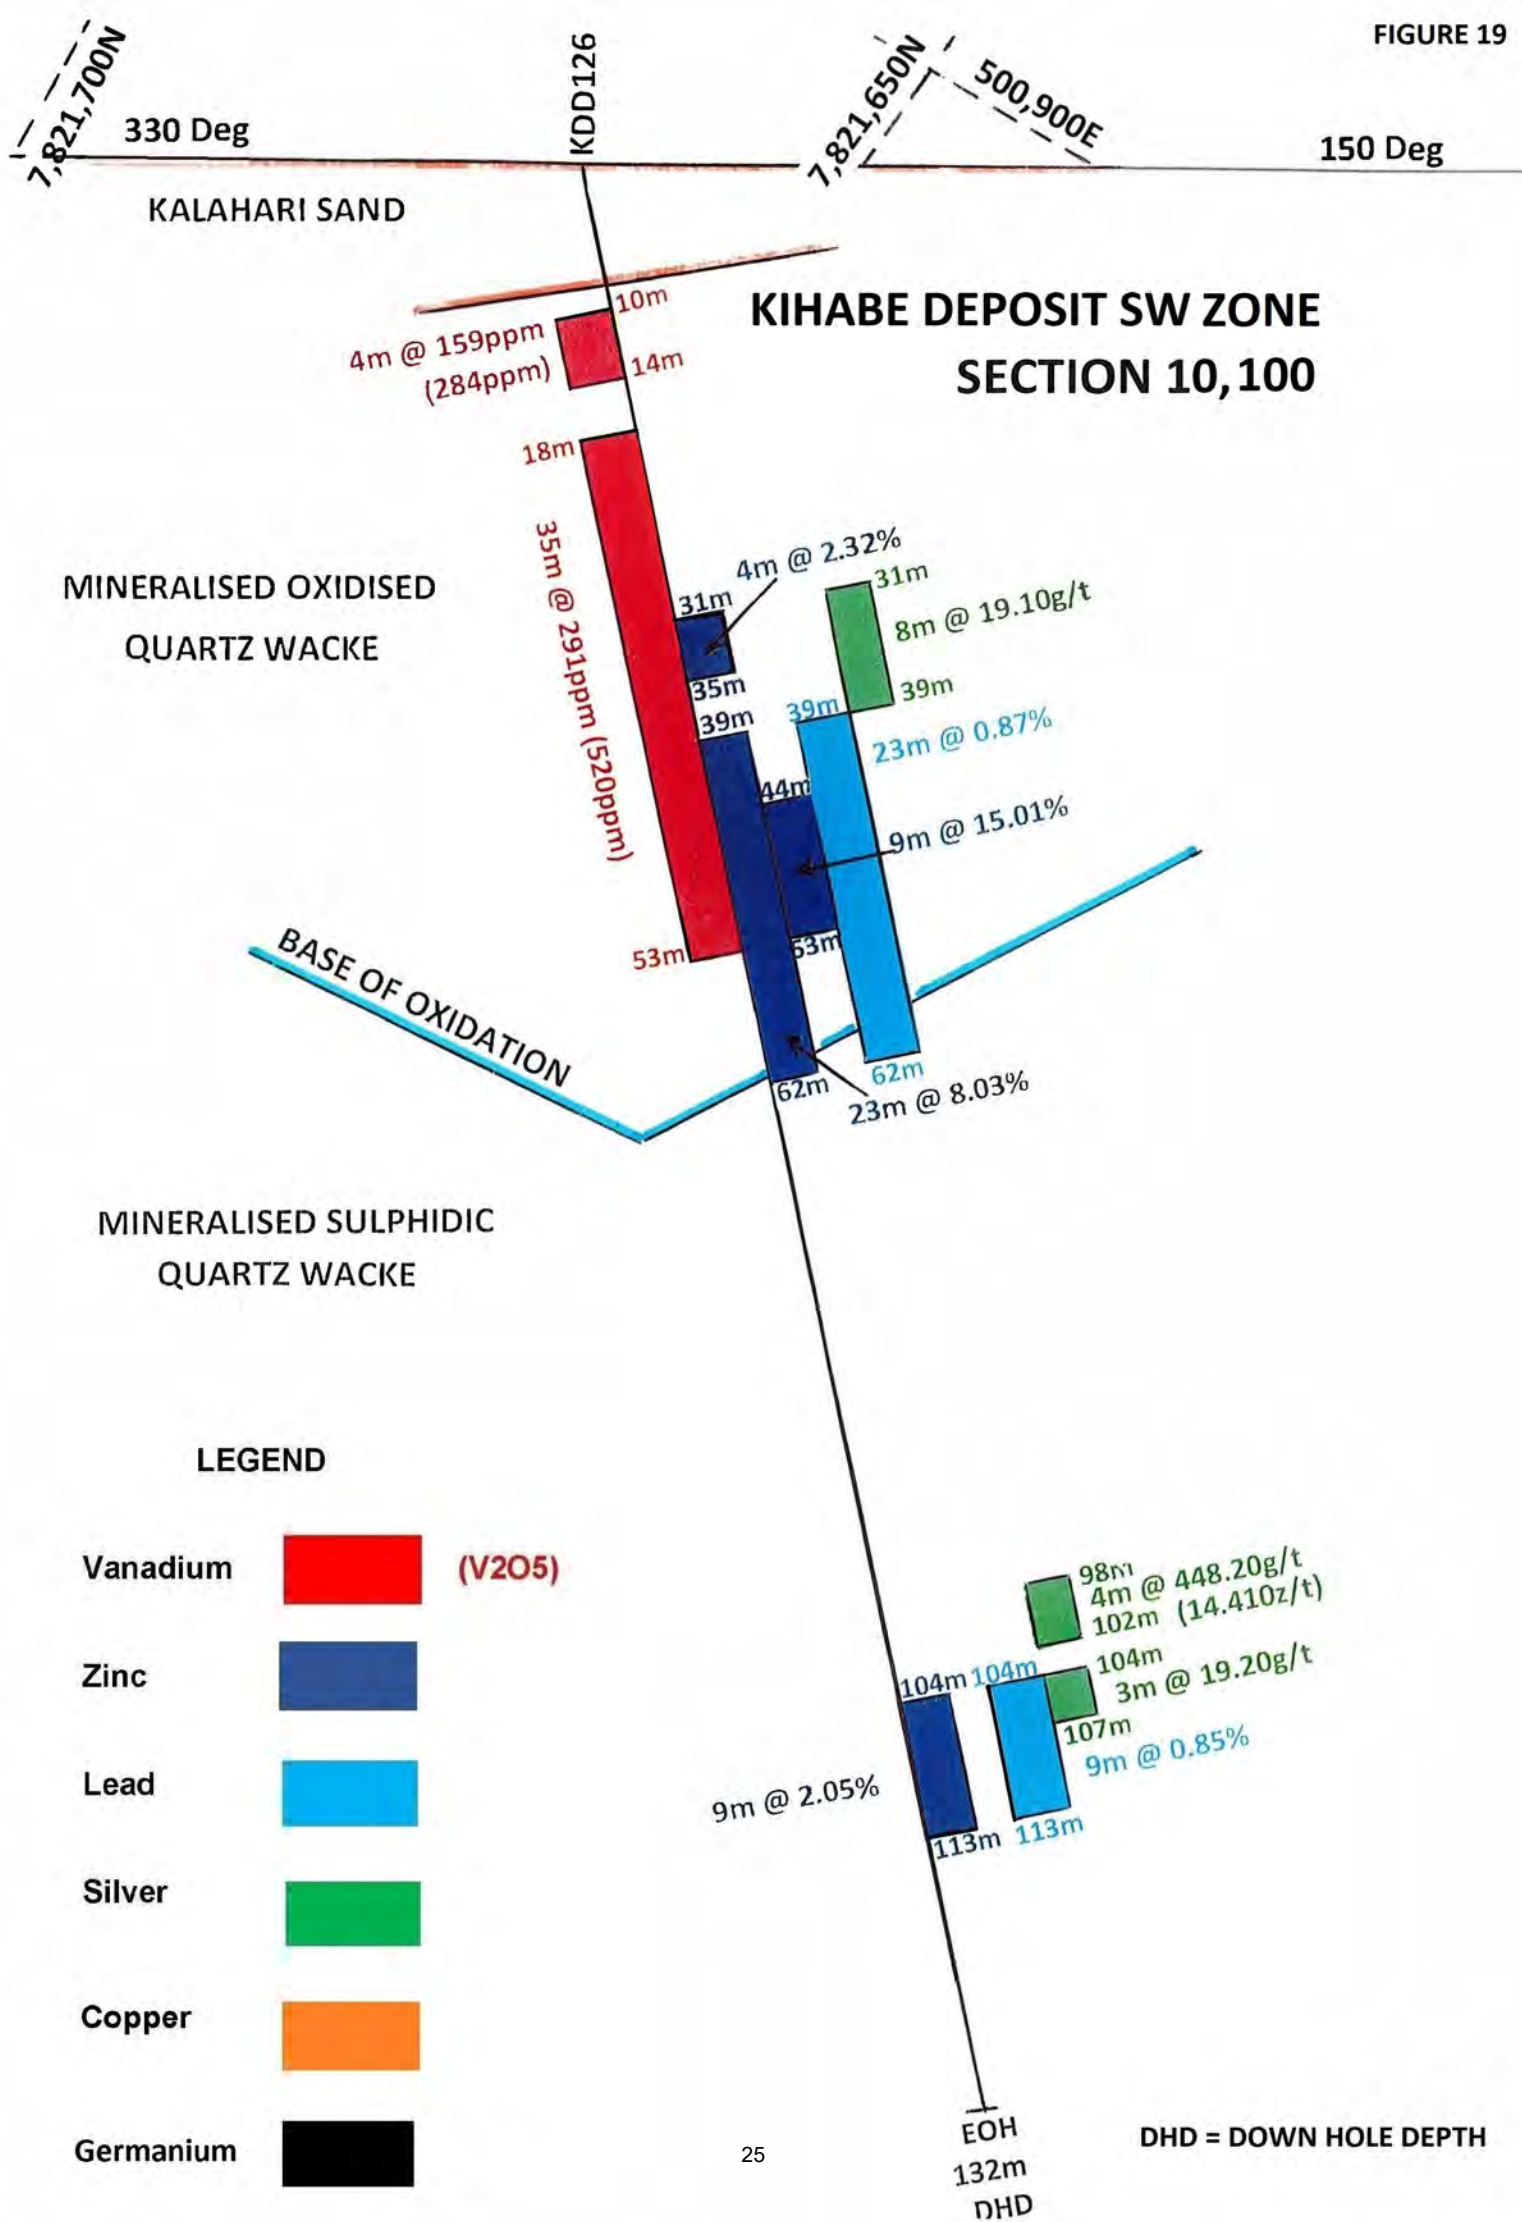 FIGURE 19
7,821,700N
330 Deg
KDD126
7,821,650N
500,900E
150 Deg
KALAHARI SAND
KIHABE DEPOSIT SW ZONE
SECTION 10,100
10m
4m @ 159ppm
(284ppm)
14m
18m
35m @ 291ppm (520ppm)
53m
MINERALISED OXIDISED
QUARTZ WACKE
4m @ 2.32%
31m
35m
31m
8m @ 19.10g/t
39m
39m
39m
23m @ 0.87%
44m
9m @ 15.01%
53m
BASE OF OXIDATION
62m
62m
23m @ 8.03%
MINERALISED SULPHIDIC
QUARTZ WACKE
LEGEND
Vanadium (V2O5)
Zinc
Lead
Silver
Copper
Germanium
98m
4m @ 448.20g/t
102m (14.410z/t)
104m
104m
104m
3m @ 19.20g/t
107m
9m @ 0.85%
9m @ 2.05%
113m
113m
EOH
132m
DHD
DHD = DOWN HOLE DEPTH
25